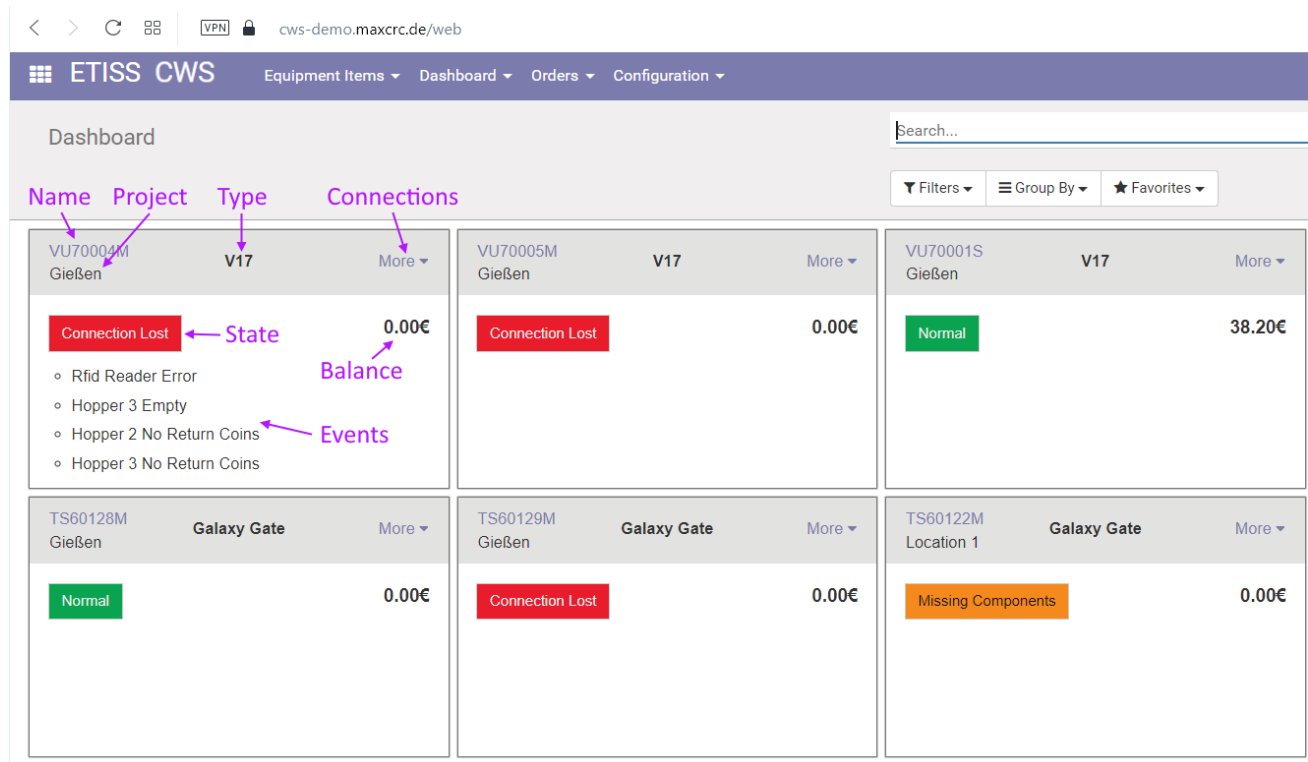 VPN cws-demo.maxcrc.de/web
ETISS CWS Equipment Items Dashboard Orders Configuration
Dashboard
Search...
Filters Group By Favorites
Name Project Type Connections
VU70004M
Gießen
V17
More
Connection Lost
State
0.00€
Balance
Rfid Reader Error
Hopper 3 Empty
Hopper 2 No Return Coins
Events
Hopper 3 No Return Coins
VU70005M
Gießen
V17
More
Connection Lost
0.00€
VU70001S
Gießen
V17
More
Normal
38.20€
TS60128M
Gießen
Galaxy Gate
More
Normal
0.00€
TS60129M
Gießen
Galaxy Gate
More
Connection Lost
0.00€
TS60122M
Location 1
Galaxy Gate
More
Missing Components
0.00€